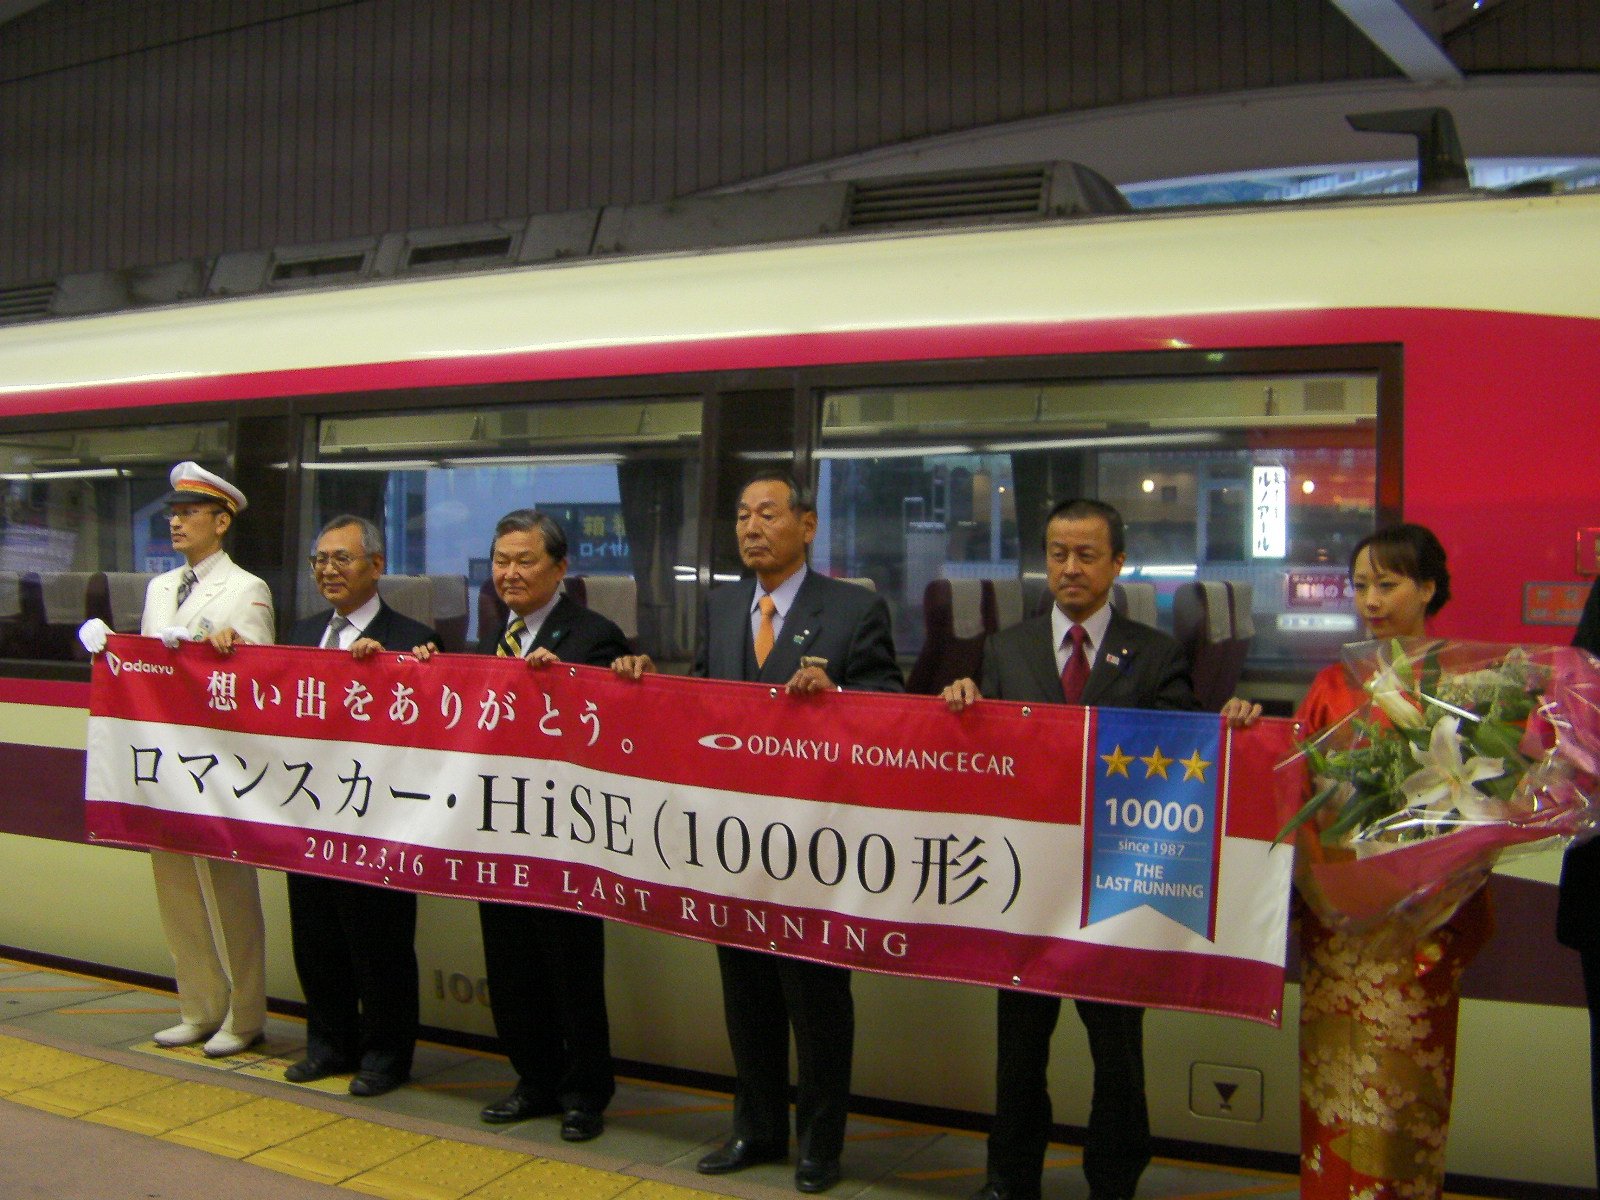 ODAKYU
想い出をありがとう。
ODAKYU ROMANCECAR
ロマンスカー・HiSE(10000形)
2012.3.16 THE LAST RUNNING
10000
since 1987
THE
LAST RUNNING
ルノアール